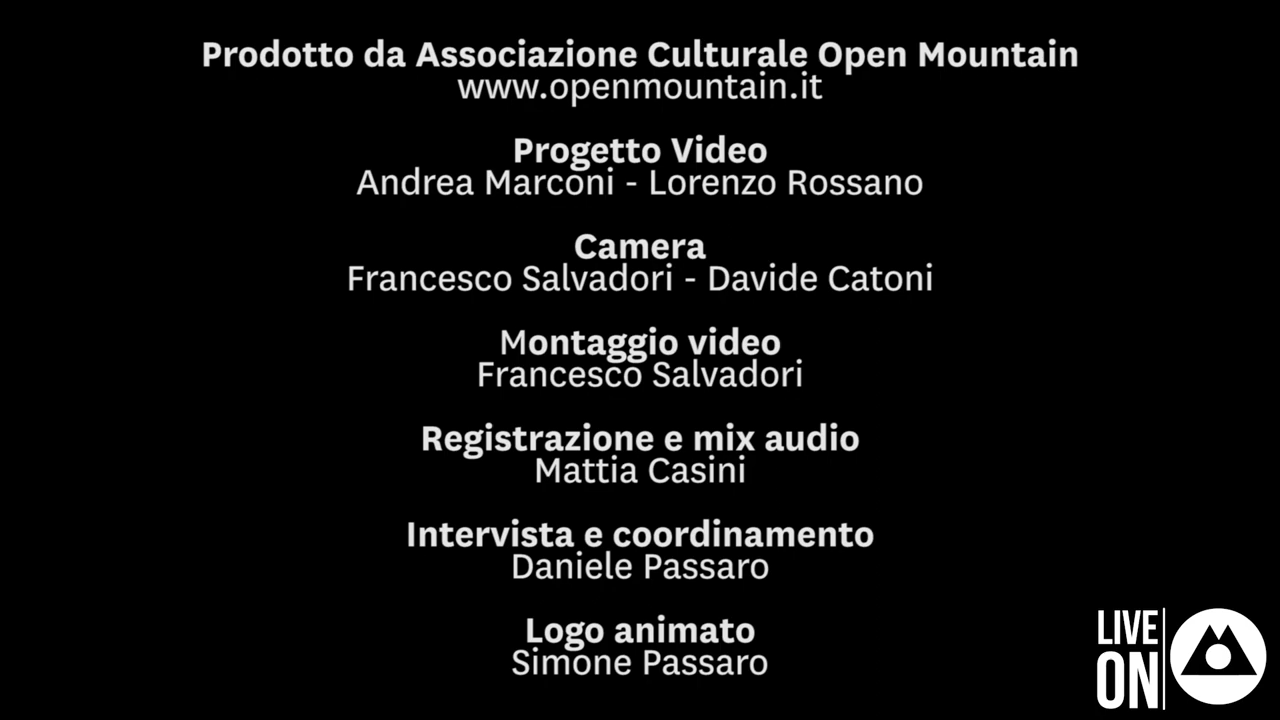 Prodotto da Associazione Culturale Open Mountain
www.openmountain.it
Progetto Video
Andrea Marconi - Lorenzo Rossano
Camera
Francesco Salvadori - Davide Catoni
Montaggio video
Francesco Salvadori
Registrazione e mix audio
Mattia Casini
Intervista e coordinamento
Daniele Passaro
Logo animato
Simone Passaro
LIVE
ON